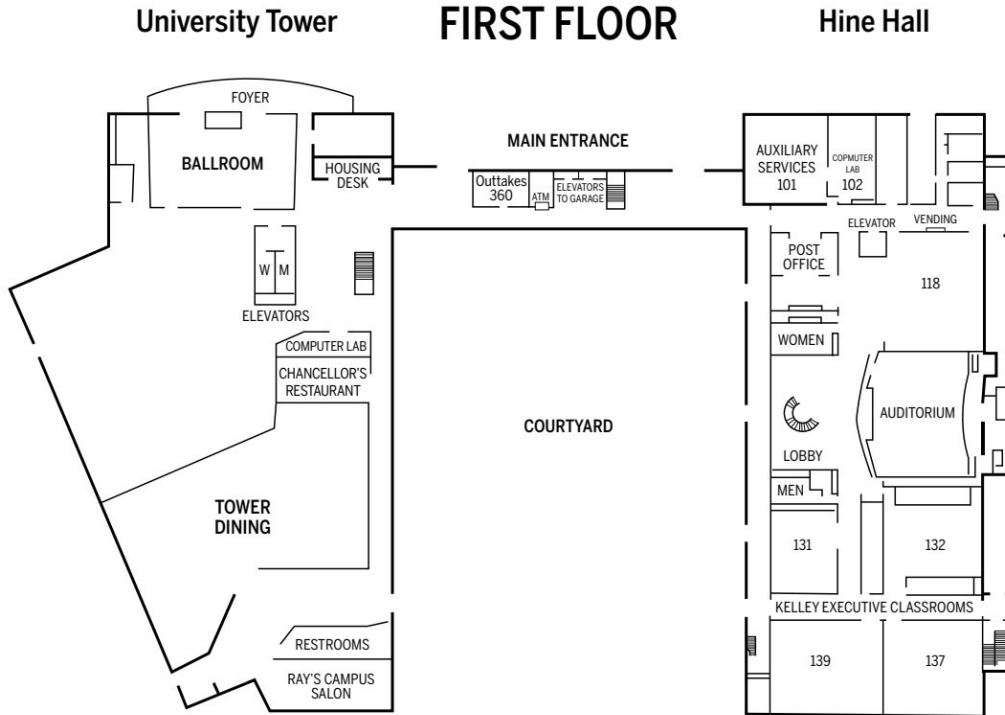 University Tower
FIRST FLOOR
Hine Hall
FOYER
BALLROOM
HOUSING
DESK
MAIN ENTRANCE
Outtakes
360
ATM
ELEVATORS
TO GARAGE
AUXILIARY
SERVICES
101
COPMUTER
LAB
102
ELEVATOR
VENDING
W
M
ELEVATORS
POST
OFFICE
118
COMPUTER LAB
CHANCELLOR'S
RESTAURANT
WOMEN
COURTYARD
AUDITORIUM
LOBBY
MEN
TOWER
DINING
131
132
KELLEY EXECUTIVE CLASSROOMS
RESTROOMS
RAY'S CAMPUS
SALON
139
137